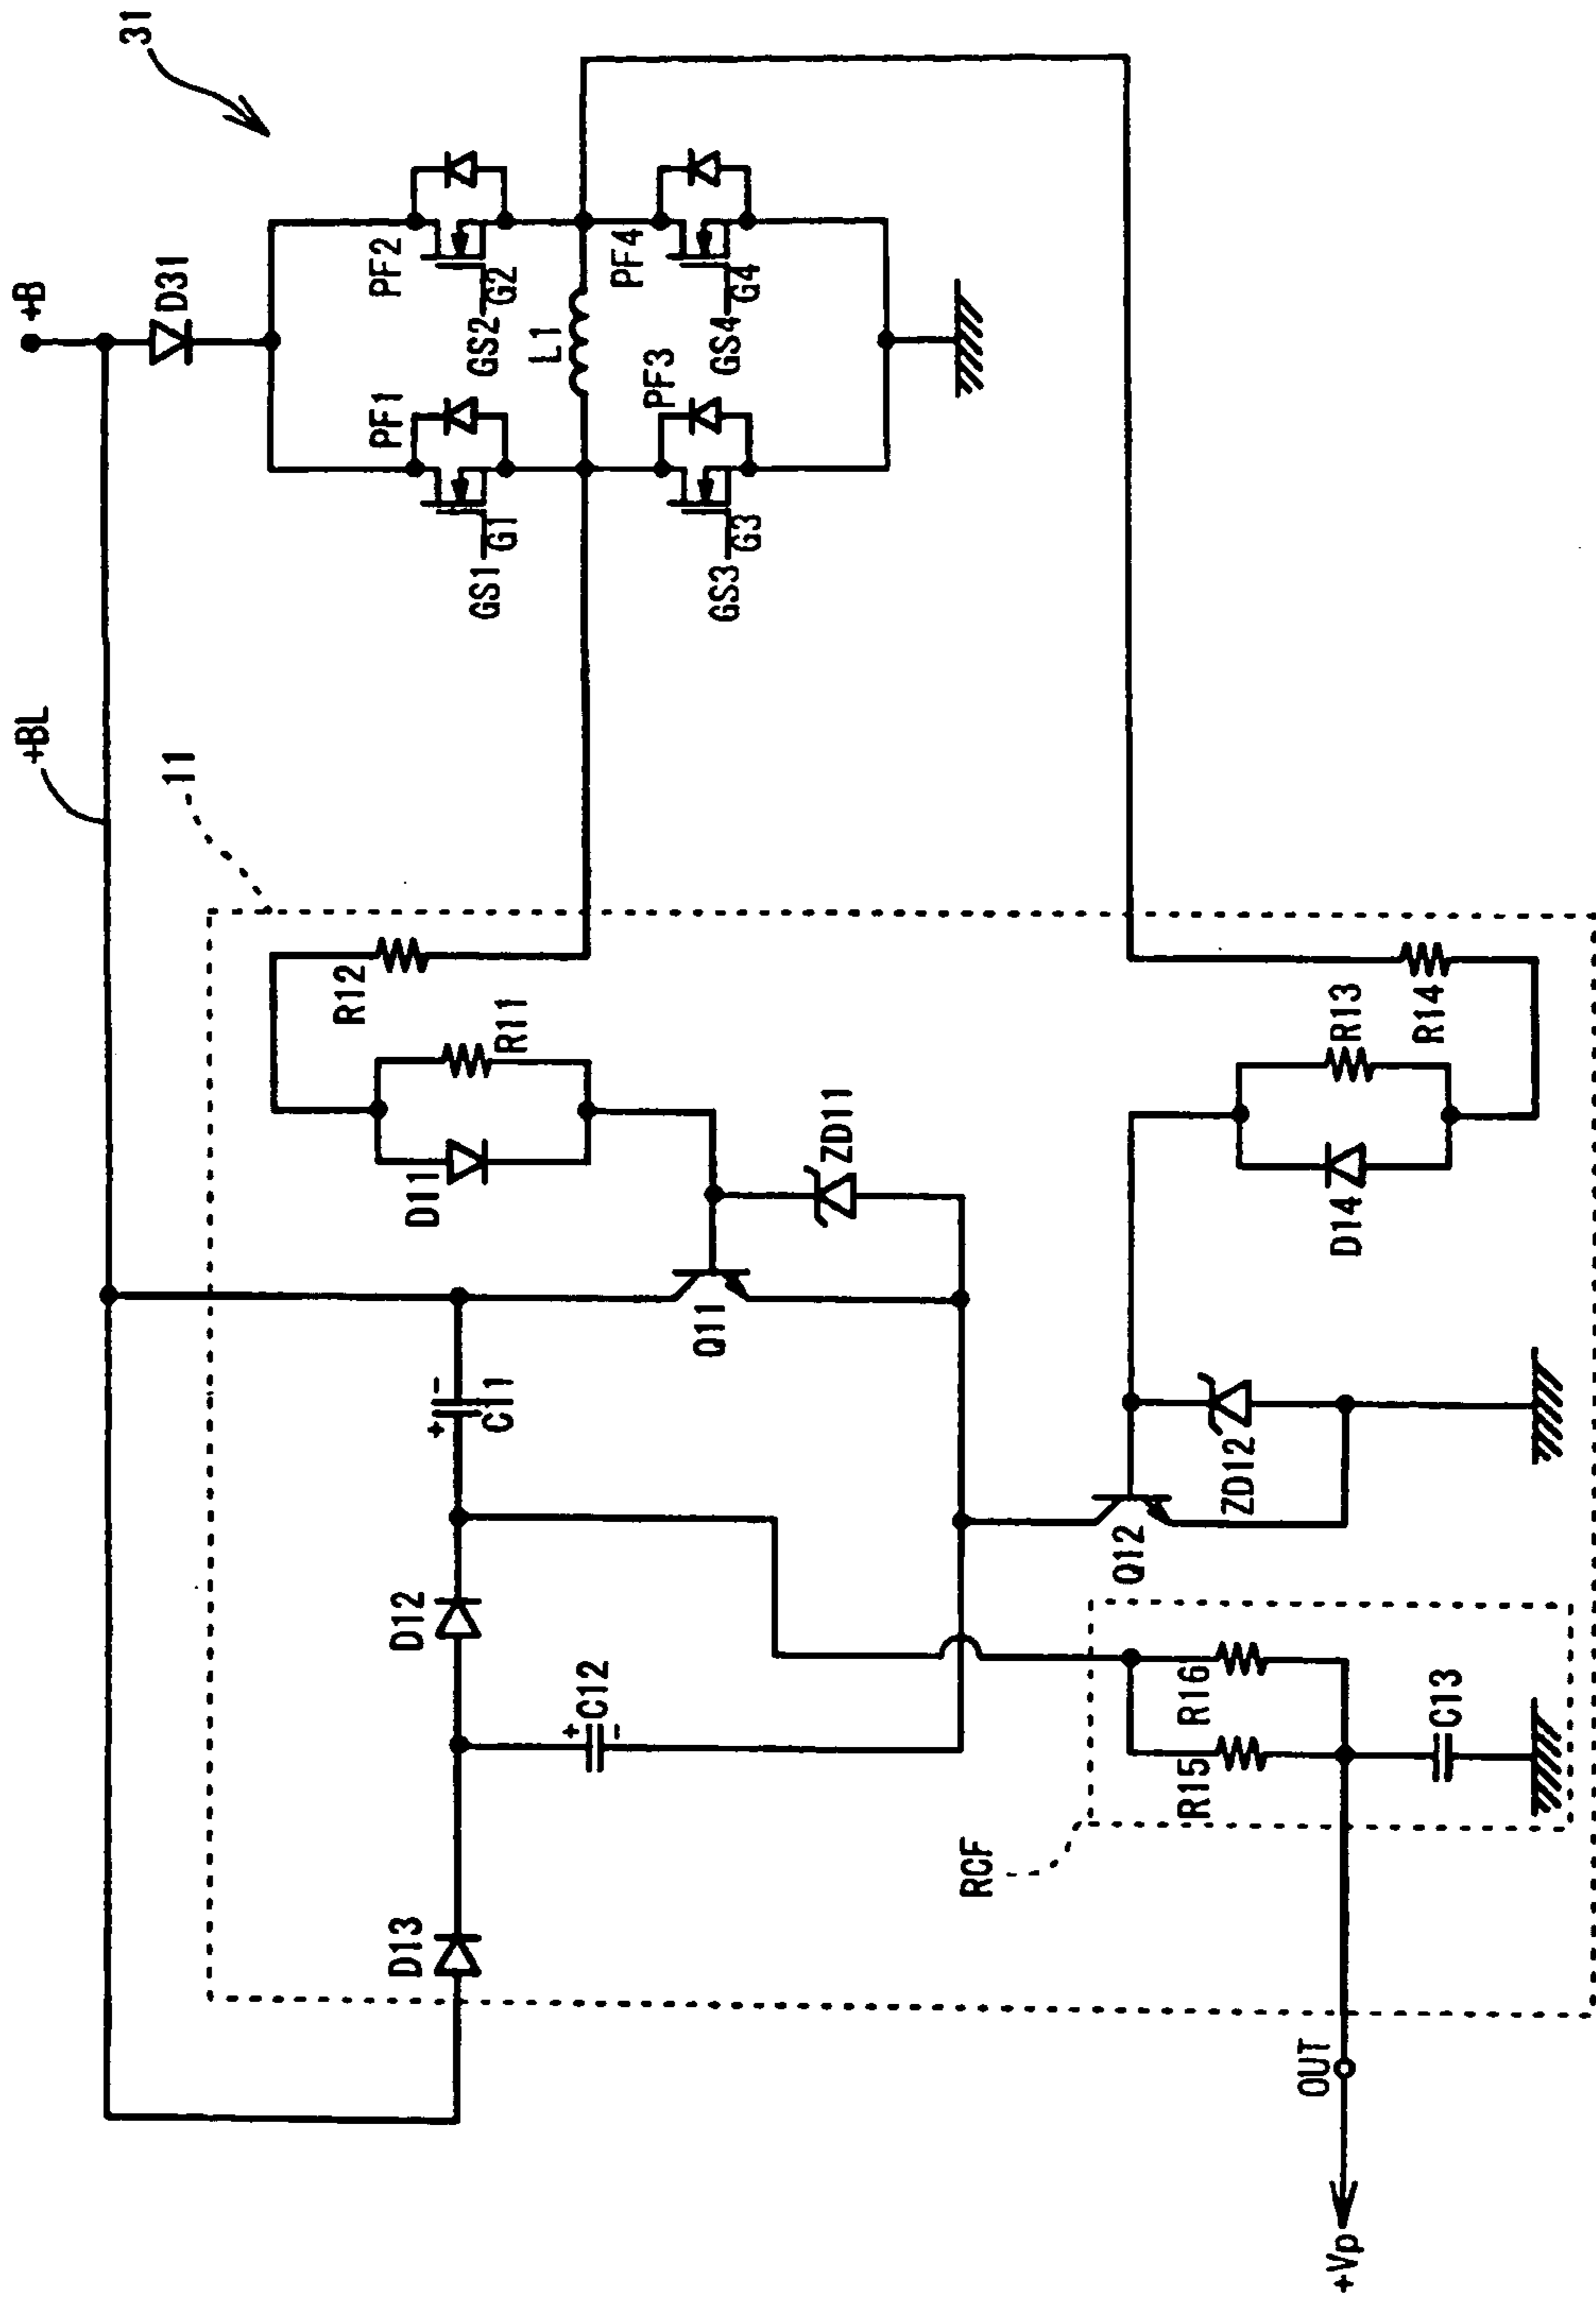 31
+B
+BL
D31
11
PF1
PF2
GS1
G1
GS2
G2
L1
PF3
PF4
GS3
G3
GS4
G4
R12
D11
R11
ZD11
Q11
+
-
C11
D12
D13
+
-
C12
R13
R14
D14
ZD12
Q12
RCF
R15
R16
C13
OUT
+Vp